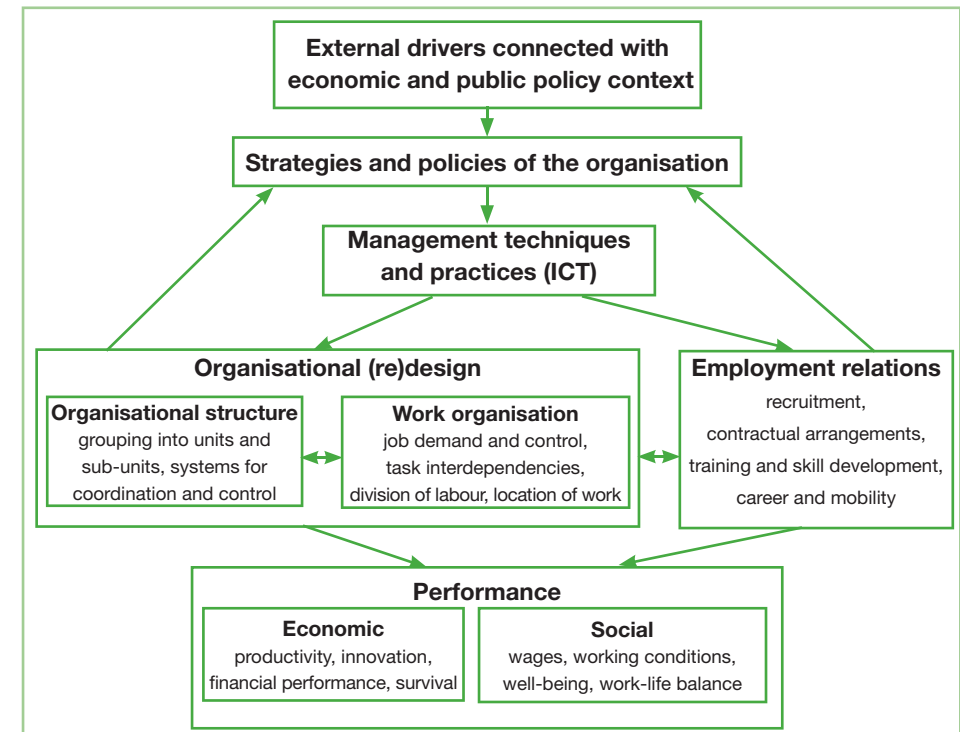 External drivers connected with
economic and public policy context
Strategies and policies of the organisation
Management techniques
and practices (ICT)
Organisational (re)design
Organisational structure
grouping into units and
sub-units, systems for
coordination and control
Work organisation
job demand and control,
task interdependencies,
division of labour, location of work
Employment relations
recruitment,
contractual arrangements,
training and skill development,
career and mobility
Performance
Economic
productivity, innovation,
financial performance, survival
Social
wages, working conditions,
well-being, work-life balance